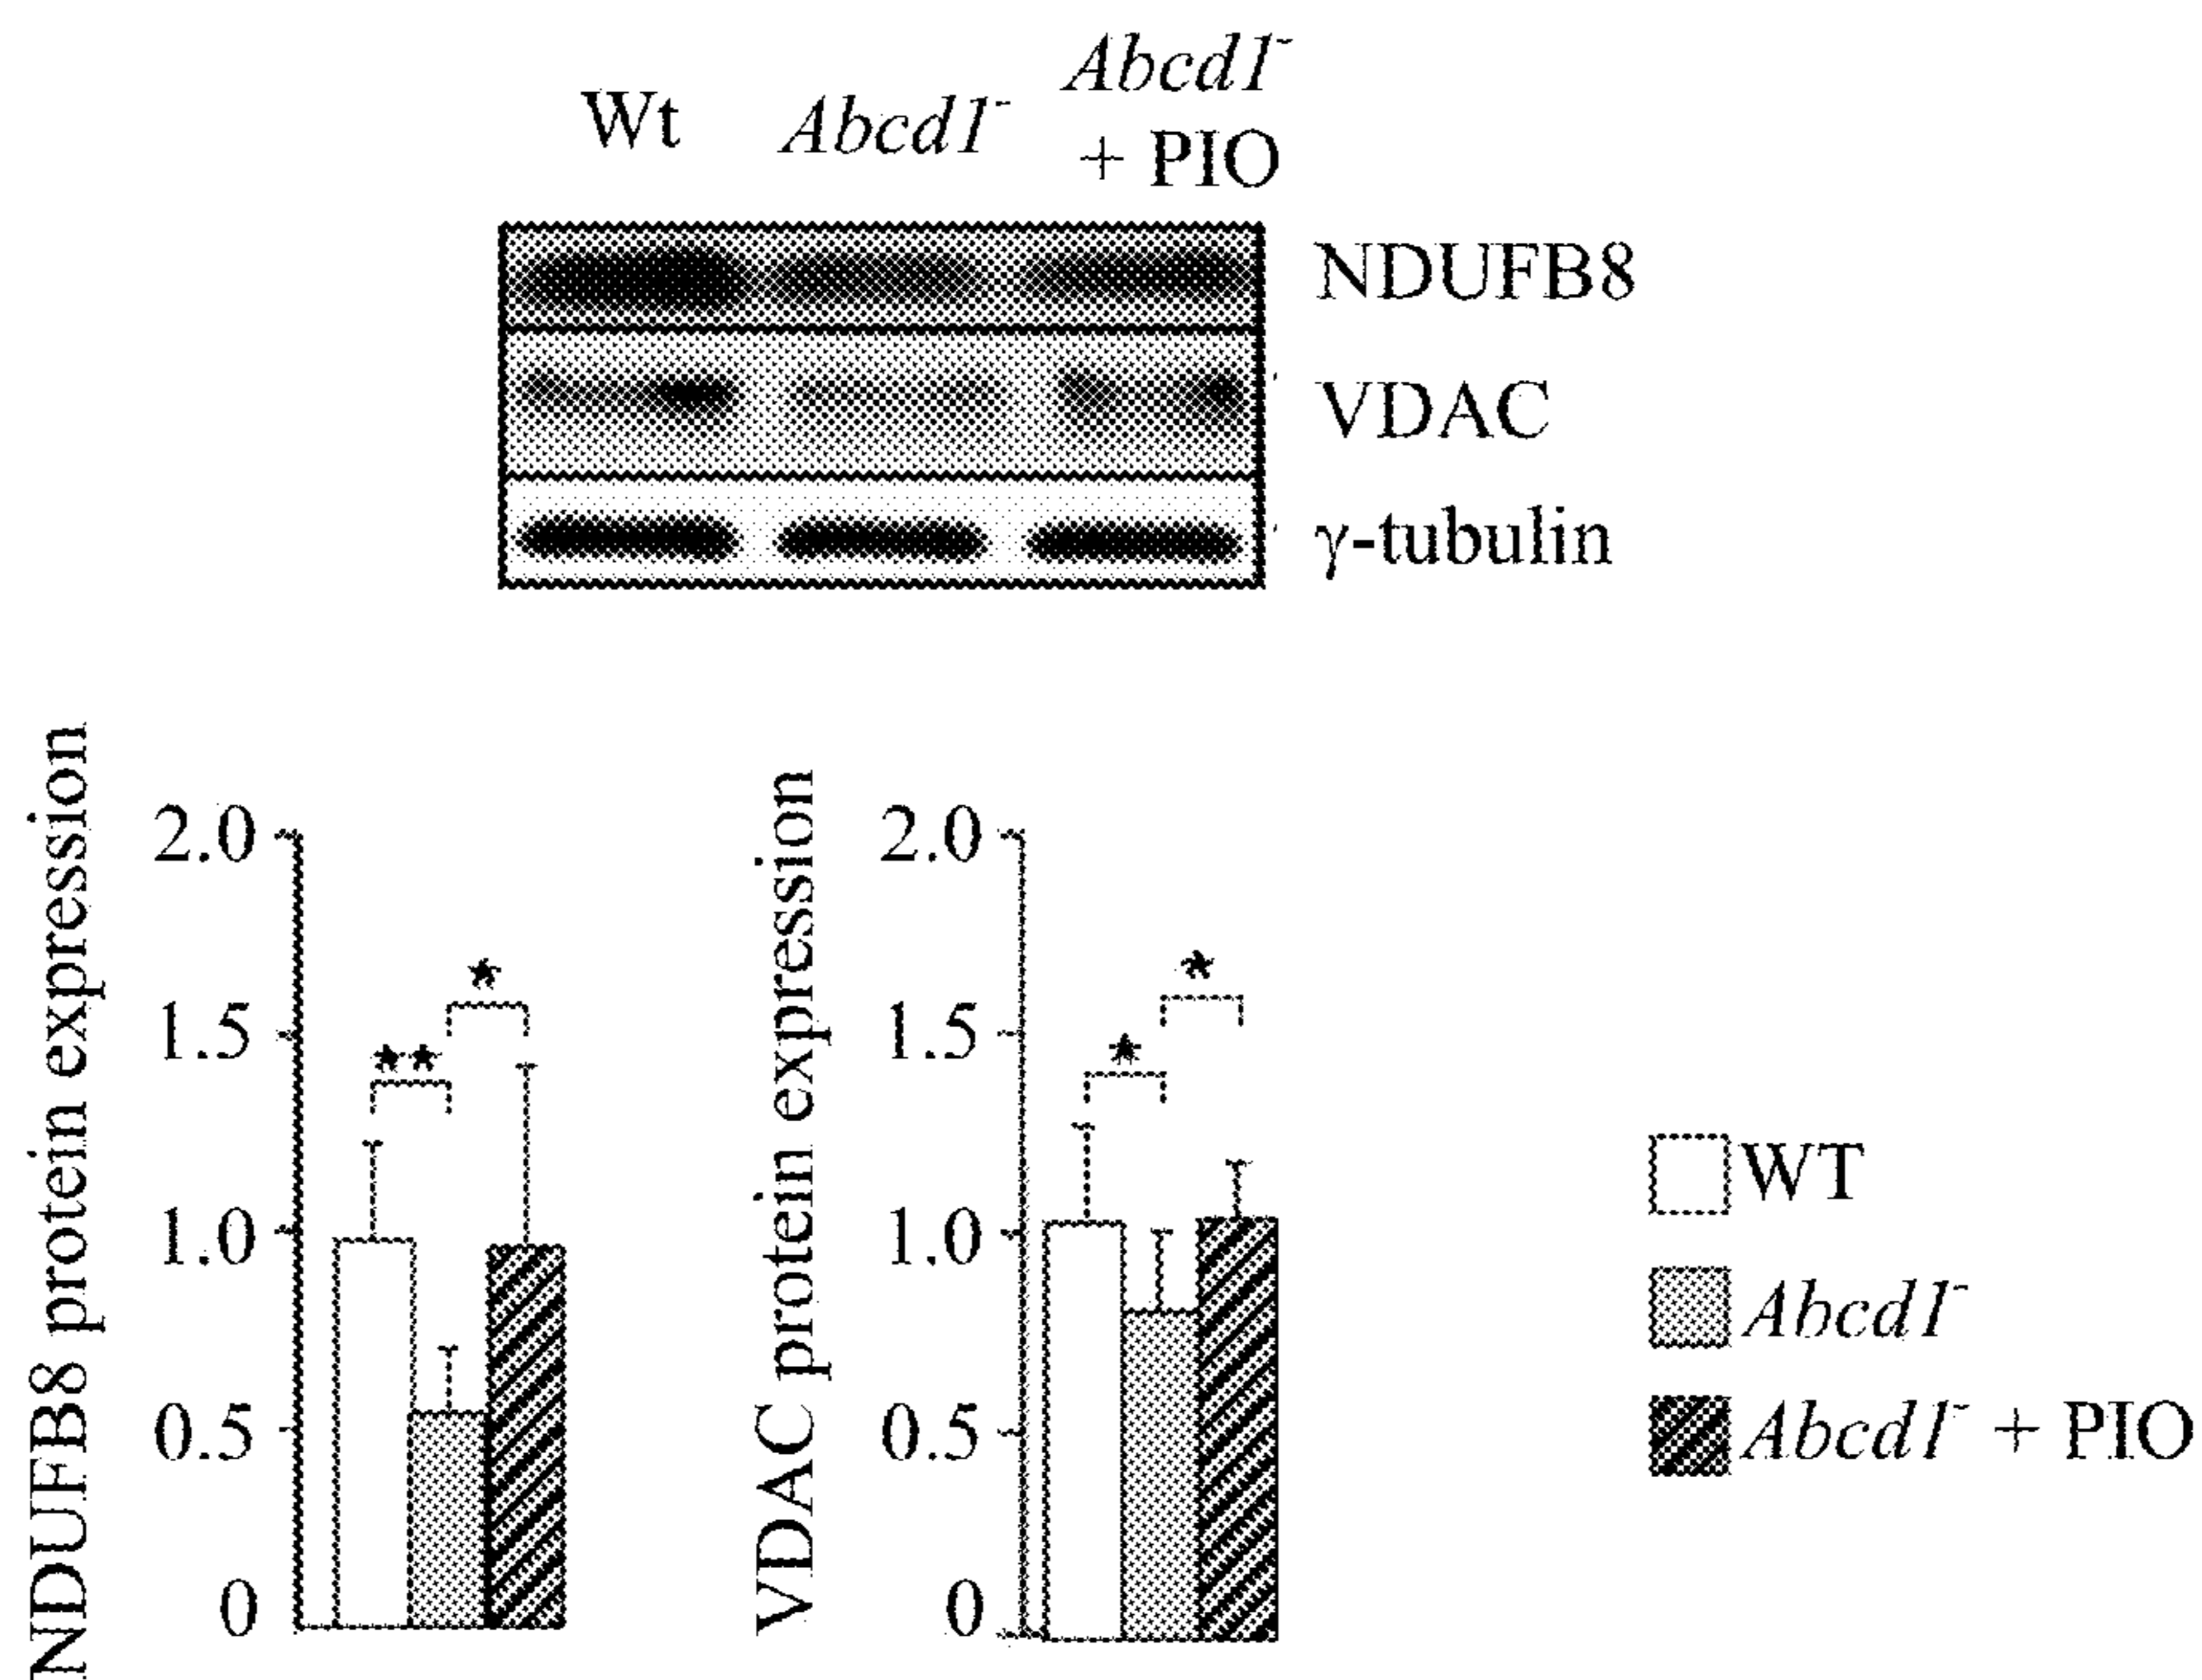 Wt Abcd1⁻ Abcd1⁻
+ PIO
NDUFB8
VDAC
γ-tubulin
NDUFB8 protein expression
2.0
1.5
1.0
0.5
0
**
*
VDAC protein expression
2.0
1.5
1.0
0.5
0
*
*
WT
Abcd1⁻
Abcd1⁻ + PIO